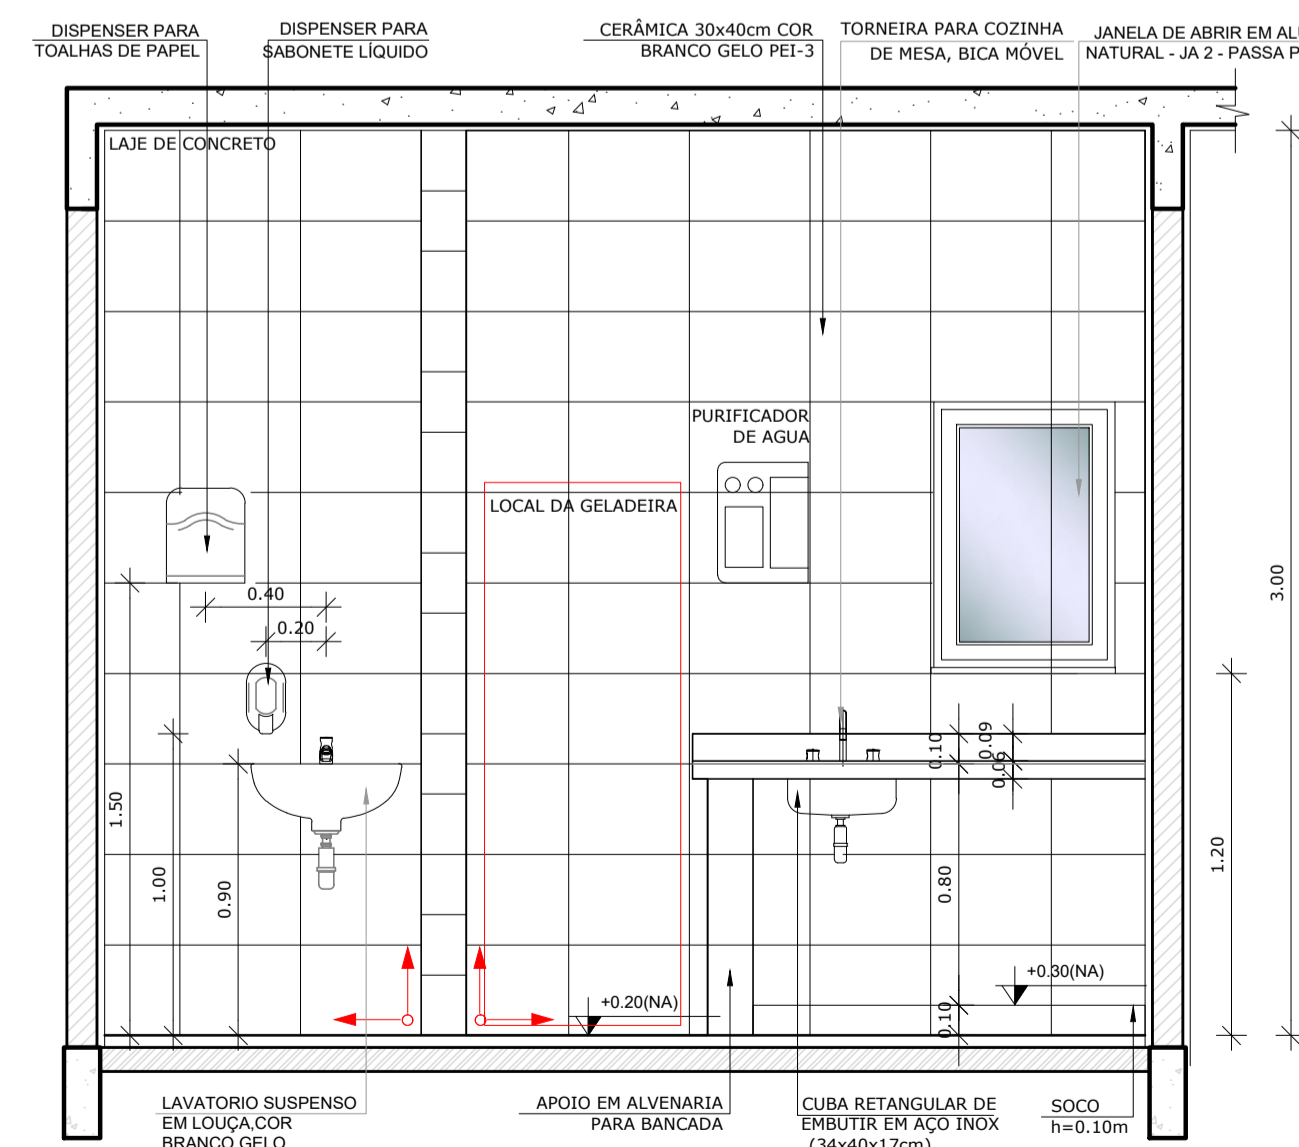 DISPENSER PARA
TOALHAS DE PAPEL
DISPENSER PARA
SABONETE LÍQUIDO
CERÂMICA 30x40cm COR
BRANCO GELO PEI-3
TORNEIRA PARA COZINHA
DE MESA, BICA MÓVEL
JANELA DE ABRIR EM
NATURAL - JA 2 - PASSA
LAJE DE CONCRETO
PURIFICADOR
DE AGUA
LOCAL DA GELADEIRA
0.40
0.20
3.00
0.10
0.09
0.06
1.50
1.00
0.90
0.80
1.20
+0.20(NA)
+0.30(NA)
0.10
LAVATORIO SUSPENSO
EM LOUÇA,COR
BRANCO GELO
APOIO EM ALVENARIA
PARA BANCADA
CUBA RETANGULAR DE
EMBUTIR EM AÇO INOX
(34x40x17cm)
SOCO
h=0.10m